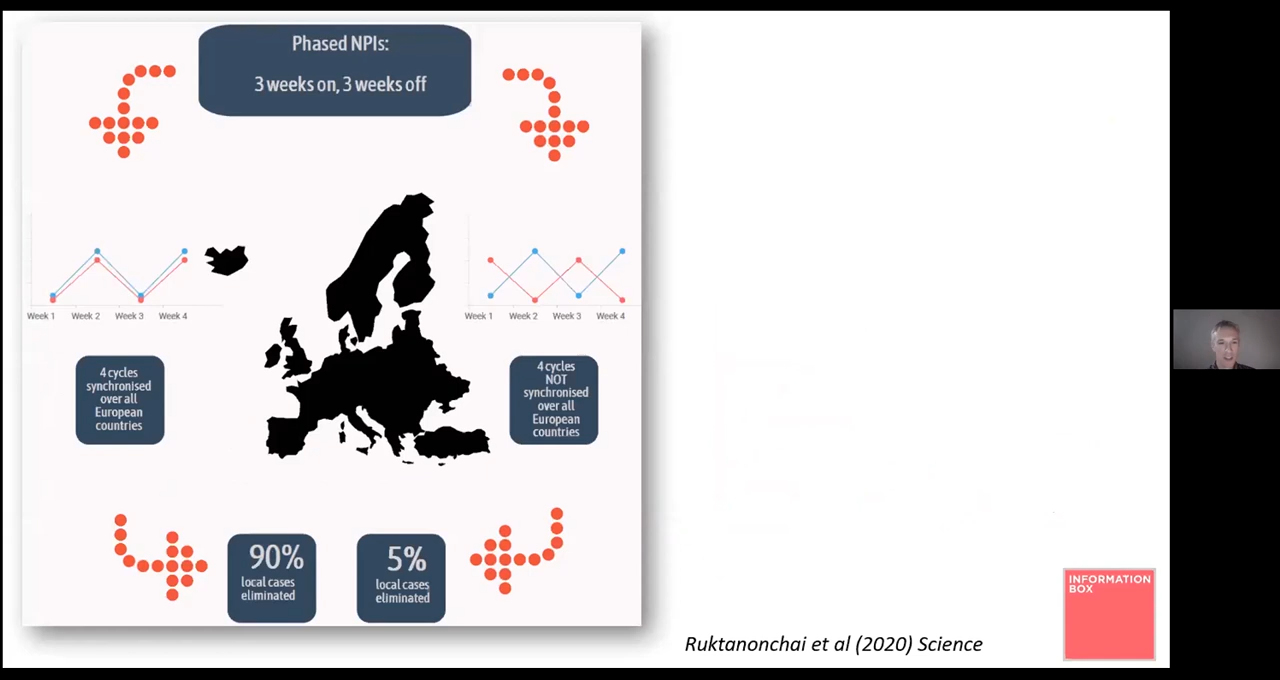 Phased NPIs:
3 weeks on, 3 weeks off
Week 1
Week 2
Week 3
Week 4
Week 1
Week 2
Week 3
Week 4
4 cycles
synchronised
over all
European
countries
4 cycles
NOT
synchronised
over all
European
countries
90%
local cases
eliminated
5%
local cases
eliminated
Ruktanonchai et al (2020) Science
INFORMATION
BOX